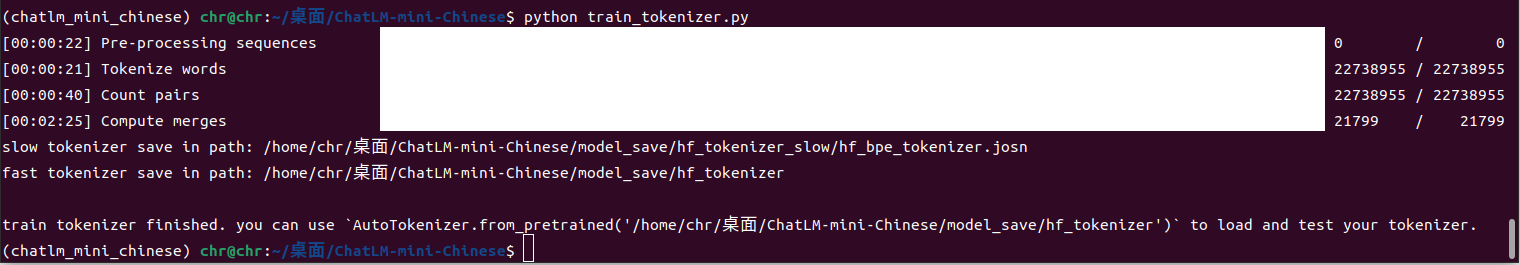 (chatlm_mini_chinese) chr@chr:~/桌面/ChatLM-mini-Chinese$ python train_tokenizer.py
[00:00:22] Pre-processing sequences 0 / 0
[00:00:21] Tokenize words 22738955 / 22738955
[00:00:40] Count pairs 22738955 / 22738955
[00:02:25] Compute merges 21799 / 21799
slow tokenizer save in path: /home/chr/桌面/ChatLM-mini-Chinese/model_save/hf_tokenizer_slow/hf_bpe_tokenizer.josn
fast tokenizer save in path: /home/chr/桌面/ChatLM-mini-Chinese/model_save/hf_tokenizer
train tokenizer finished. you can use `AutoTokenizer.from_pretrained('/home/chr/桌面/ChatLM-mini-Chinese/model_save/hf_tokenizer')` to load and test your tokenizer.
(chatlm_mini_chinese) chr@chr:~/桌面/ChatLM-mini-Chinese$